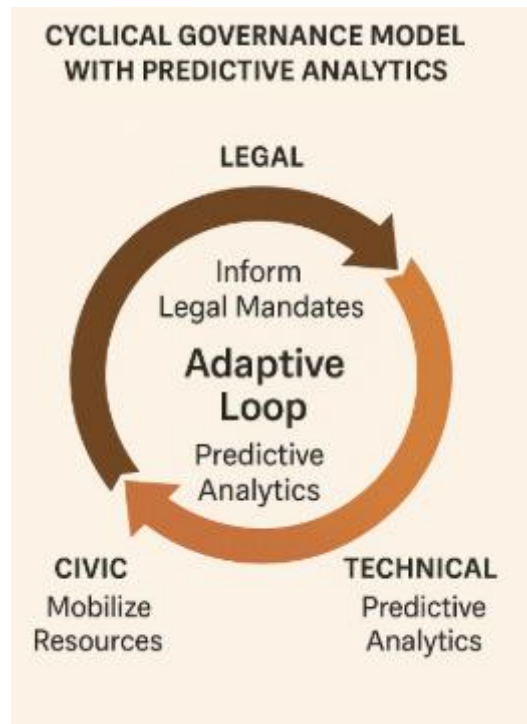 CYCLICAL GOVERNANCE MODEL
WITH PREDICTIVE ANALYTICS
LEGAL
Inform
Legal Mandates
Adaptive
Loop
Predictive
Analytics
CIVIC
Mobilize
Resources
TECHNICAL
Predictive
Analytics